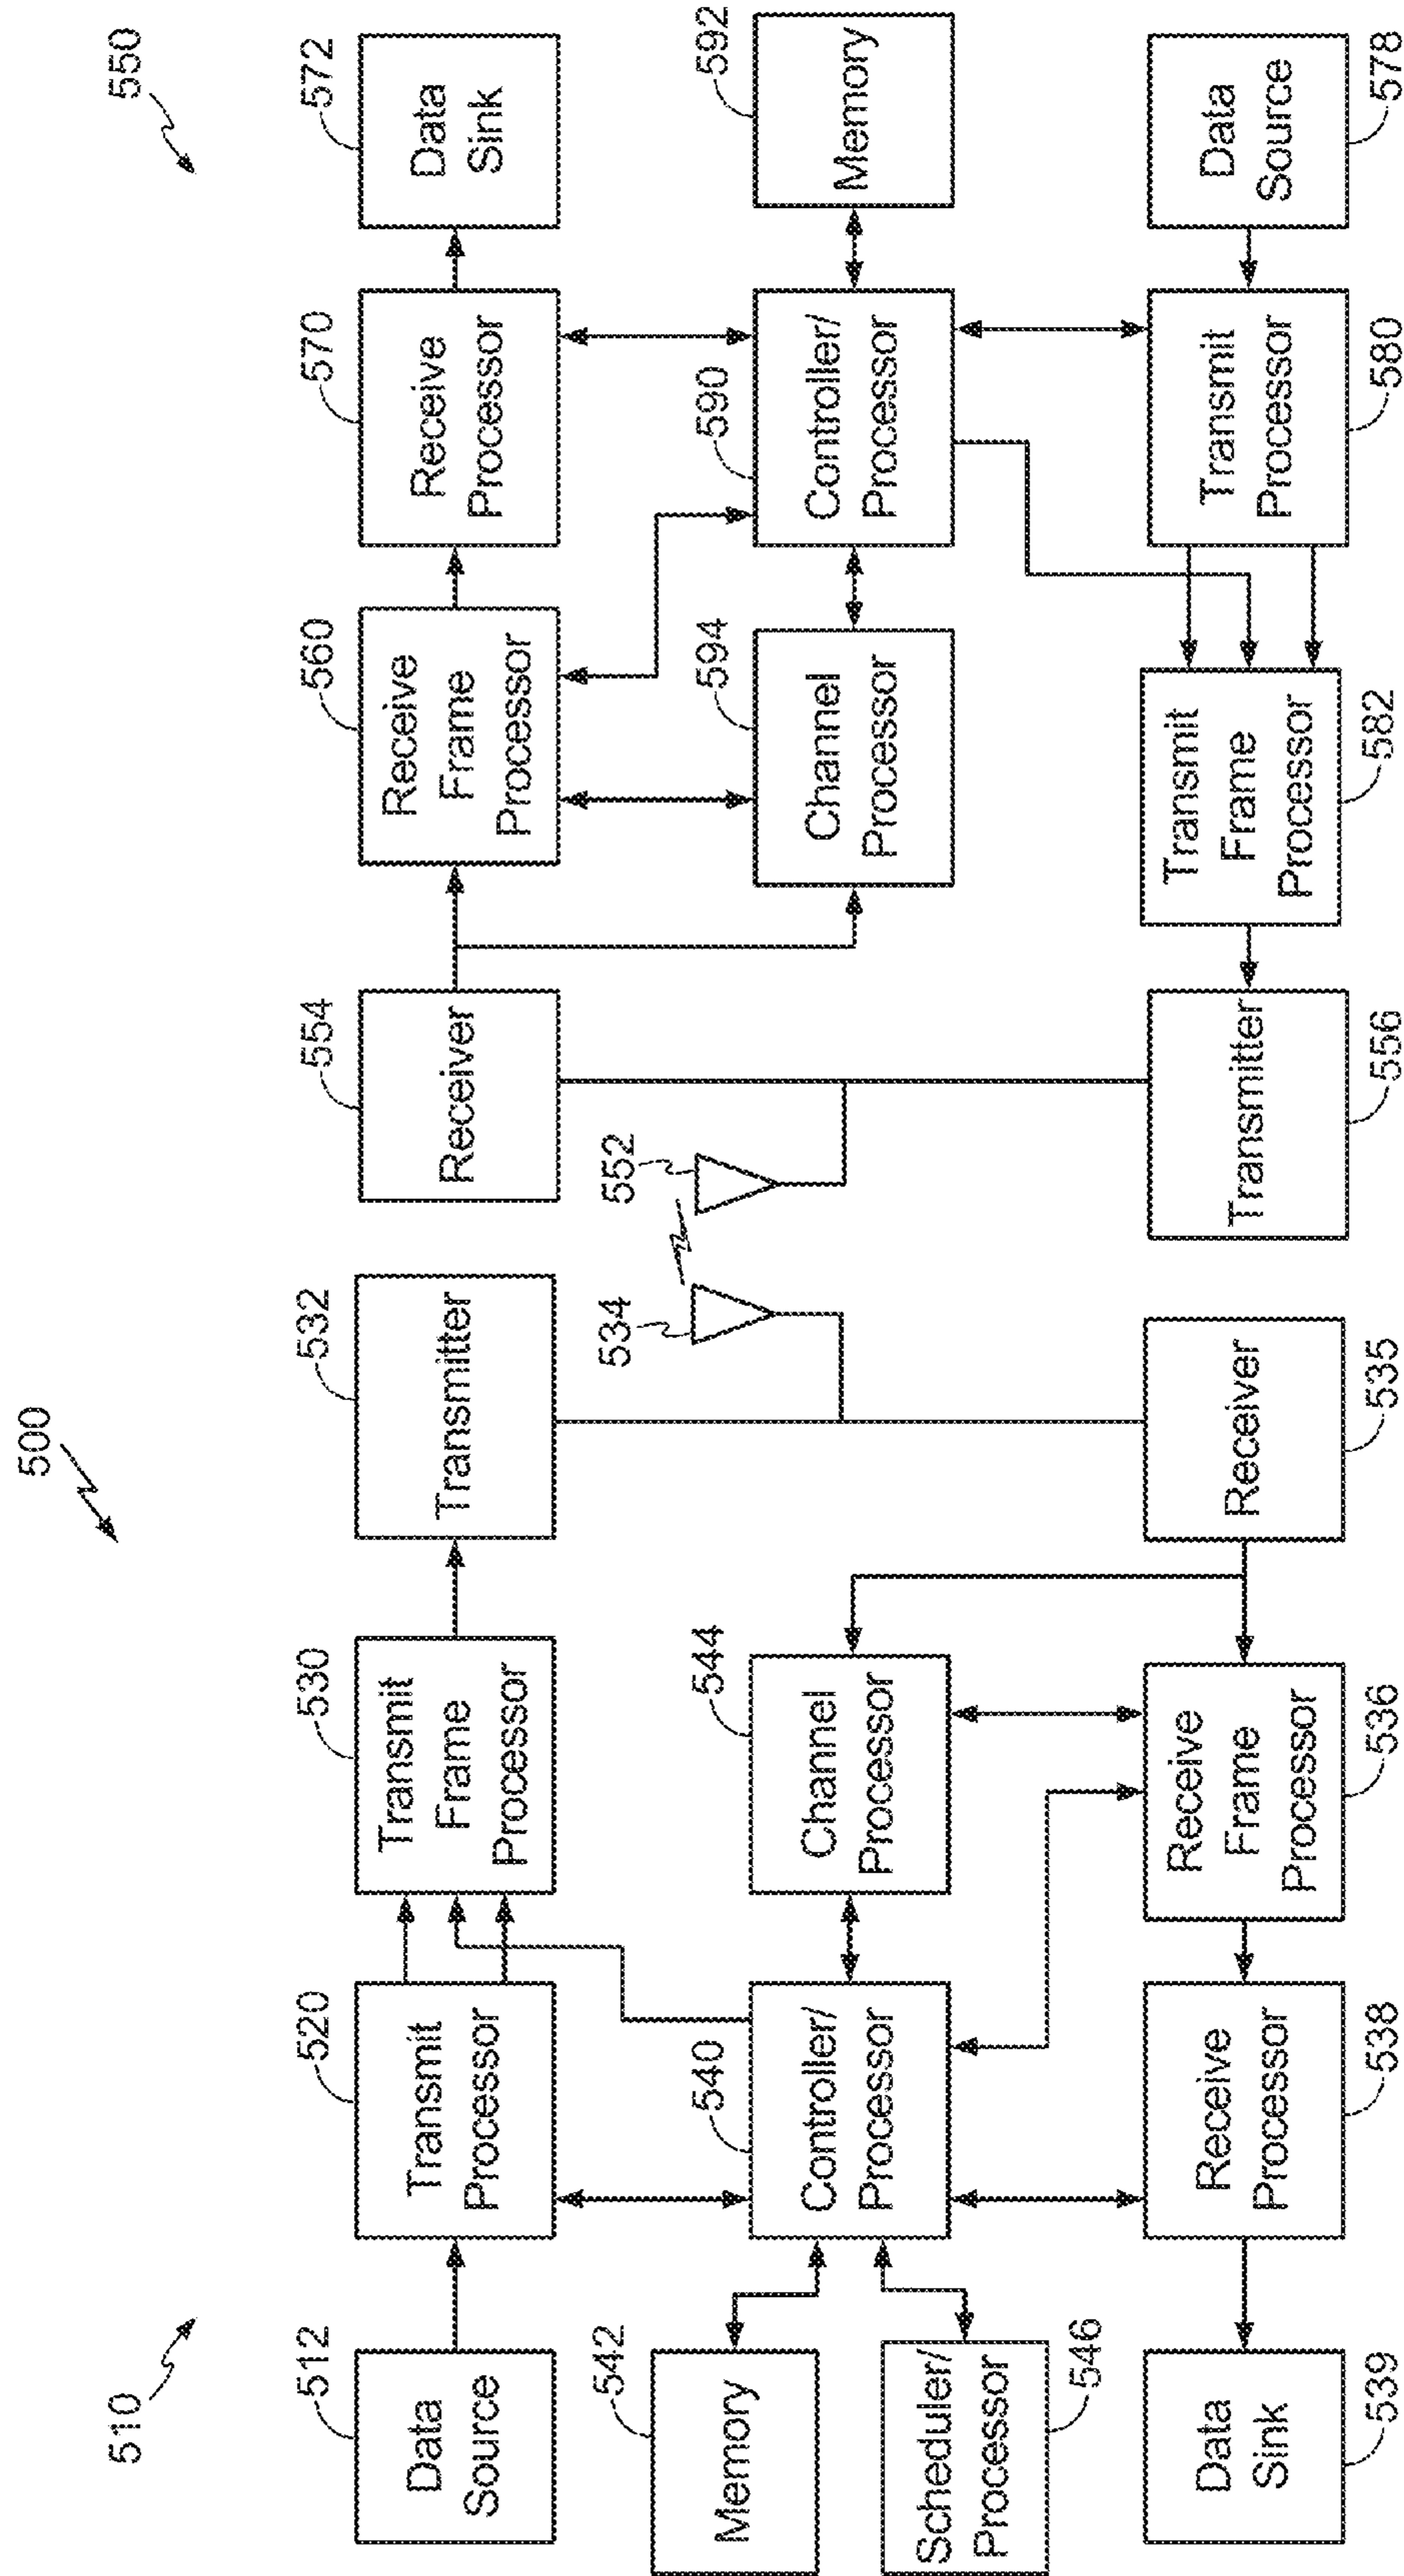 500
510
550
512
Data
Source
520
Transmit
Processor
530
Transmit
Frame
Processor
532
Transmitter
554
Receiver
560
Receive
Frame
Processor
570
Receive
Processor
572
Data
Sink
542
Memory
540
Controller/
Processor
544
Channel
Processor
534
552
594
Channel
Processor
590
Controller/
Processor
592
Memory
Scheduler/
Processor
546
Data
Sink
539
Receive
Processor
538
Receive
Frame
Processor
536
Receiver
535
Transmitter
556
Transmit
Frame
Processor
582
Transmit
Processor
580
Data
Source
578